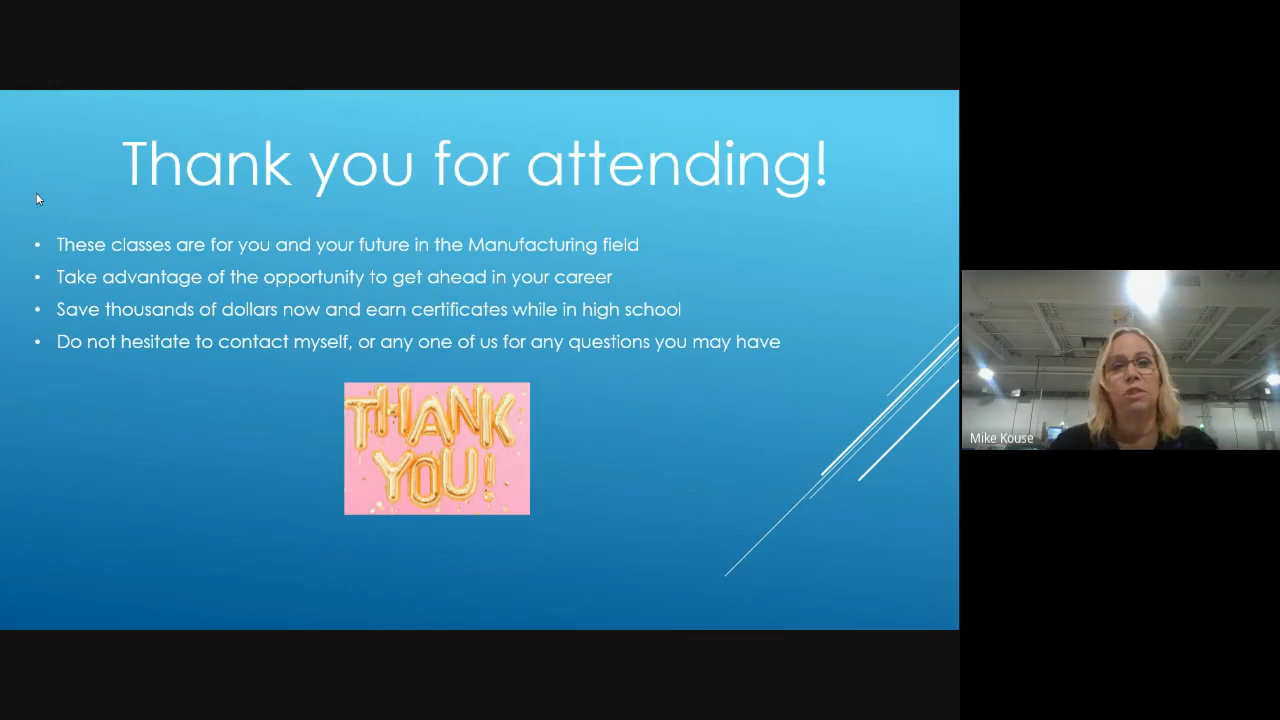 Thank you for attending!
• These classes are for you and your future in the Manufacturing field
• Take advantage of the opportunity to get ahead in your career
• Save thousands of dollars now and earn certificates while in high school
• Do not hesitate to contact myself, or any one of us for any questions you may have
THANK
YOU!
Mike Kouse